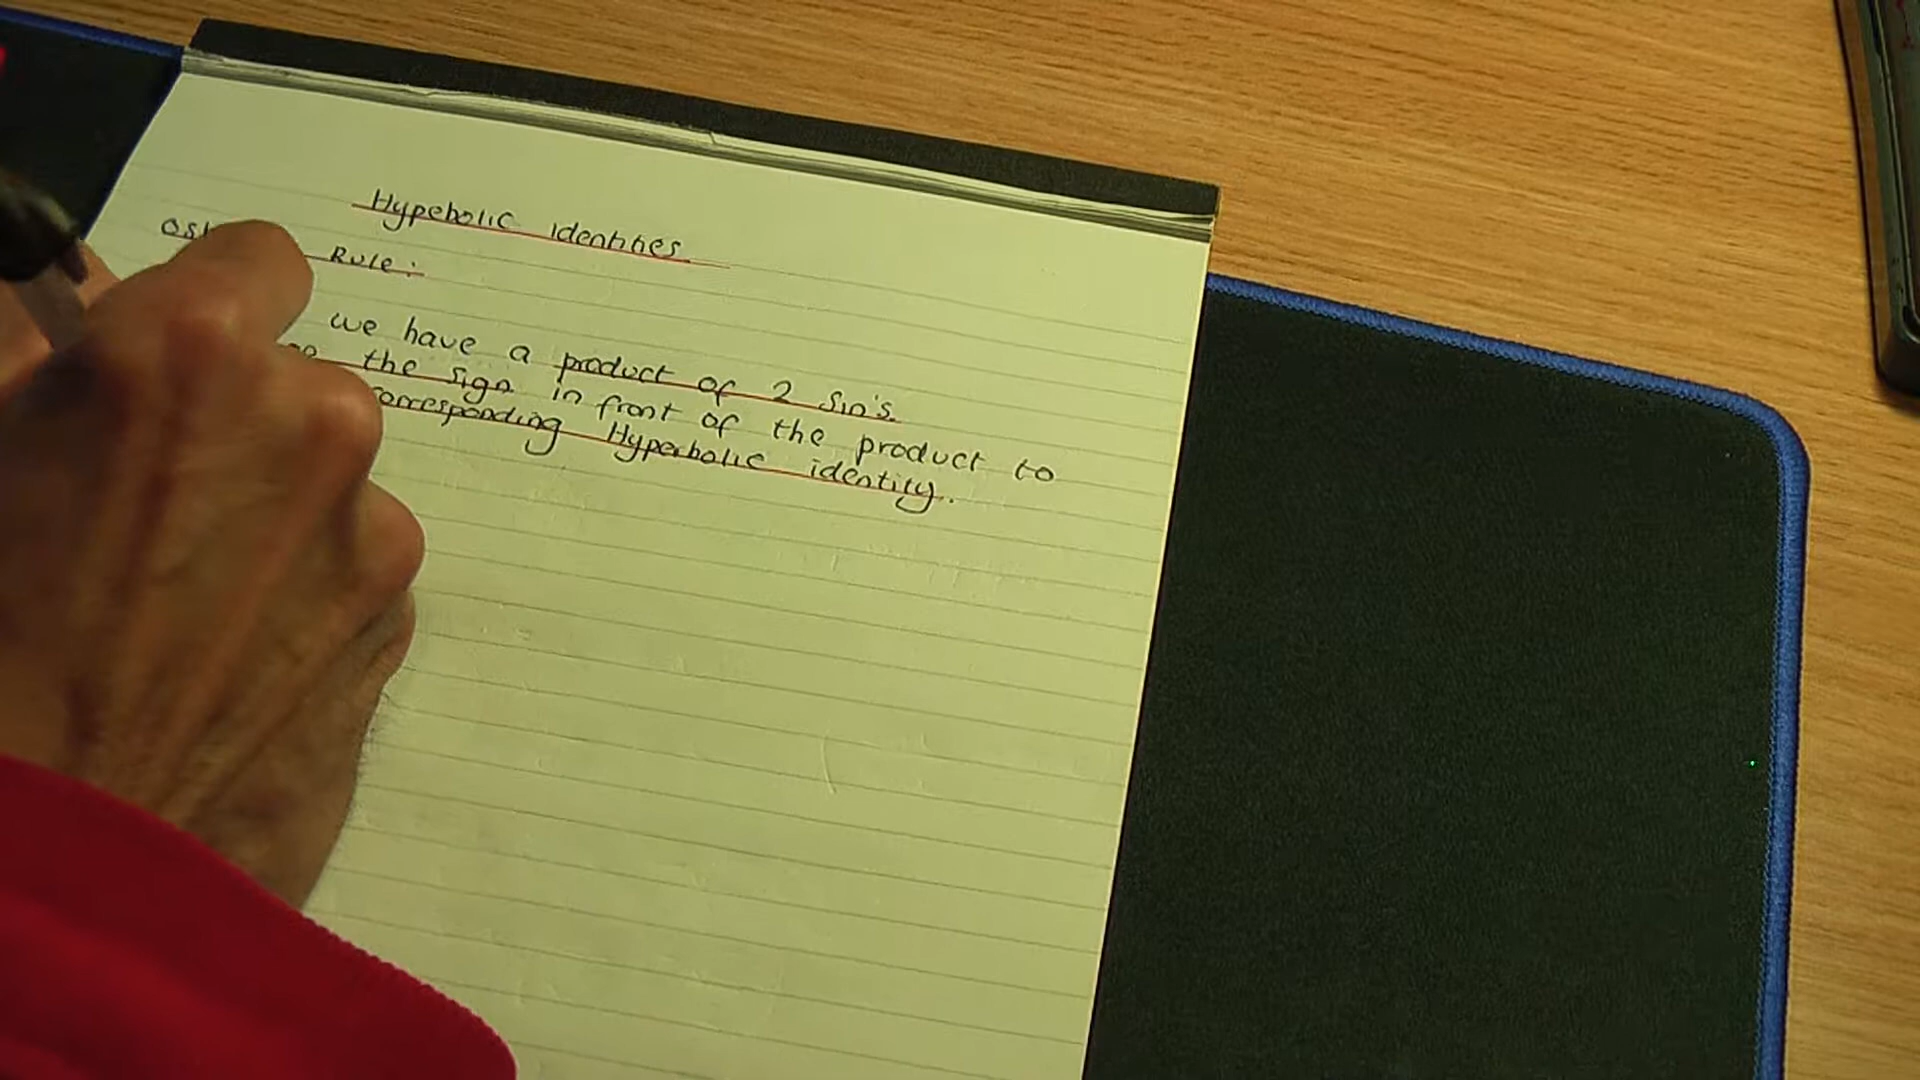 Hypebolic identities
Rule:
we have a product of 2 Sin's.
the sign in front of the product to
corresponding Hyperbolic identity.